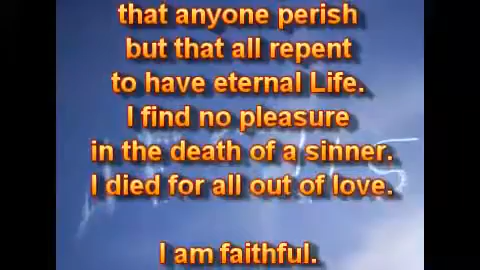 that anyone perish
but that all repent
to have eternal Life.
I find no pleasure
in the death of a sinner.
I died for all out of love.
I am faithful.